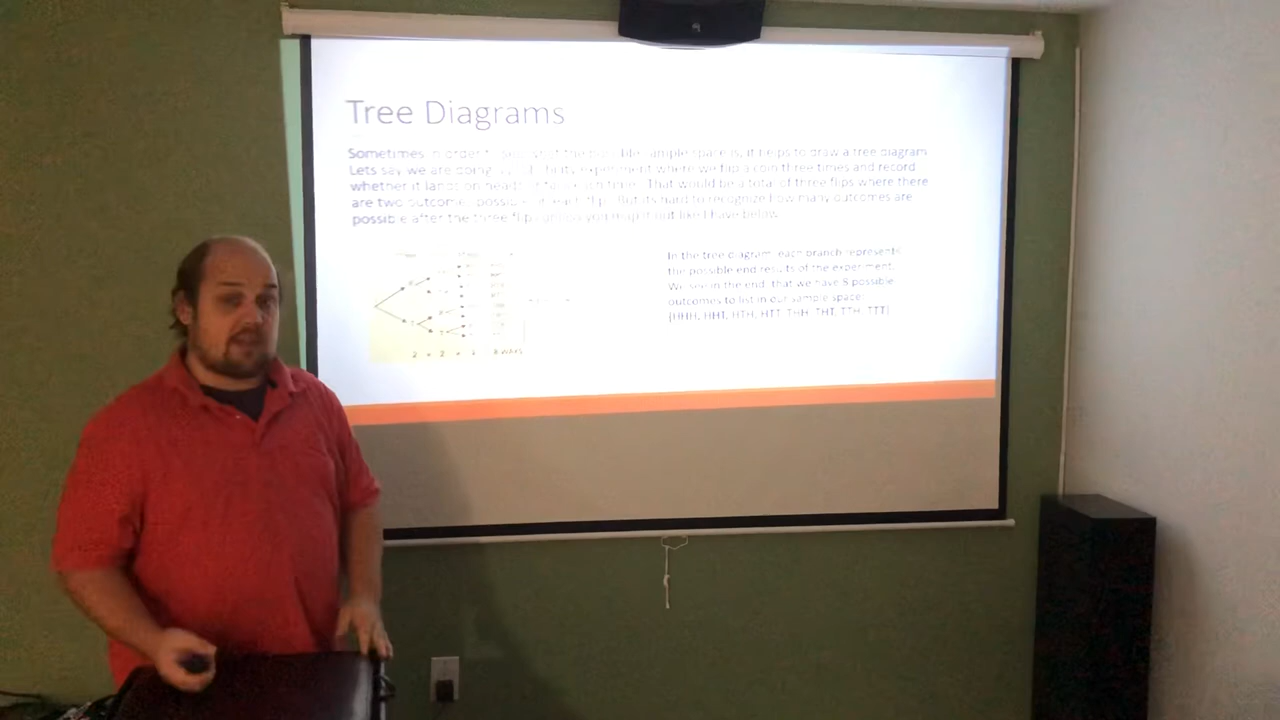 Tree Diagrams
Sometimes in order to see what the possible sample space is, it helps to draw a tree diagram.
Lets say we are doing a probability experiment where we flip a coin three times and record
whether it lands on heads or tails each time. That would be a total of three flips where there
are two outcomes possible at each flip. But its hard to recognize how many outcomes are
possible after the three flips unless you map it out like I have below.
In the tree diagram, each branch represents
the possible end results of the experiment.
We see in the end, that we have 8 possible
outcomes to list in our sample space:
{HHH, HHT, HTH, HTT, THH, THT, TTH, TTT}
2 × 2 × 2 8 WAYS